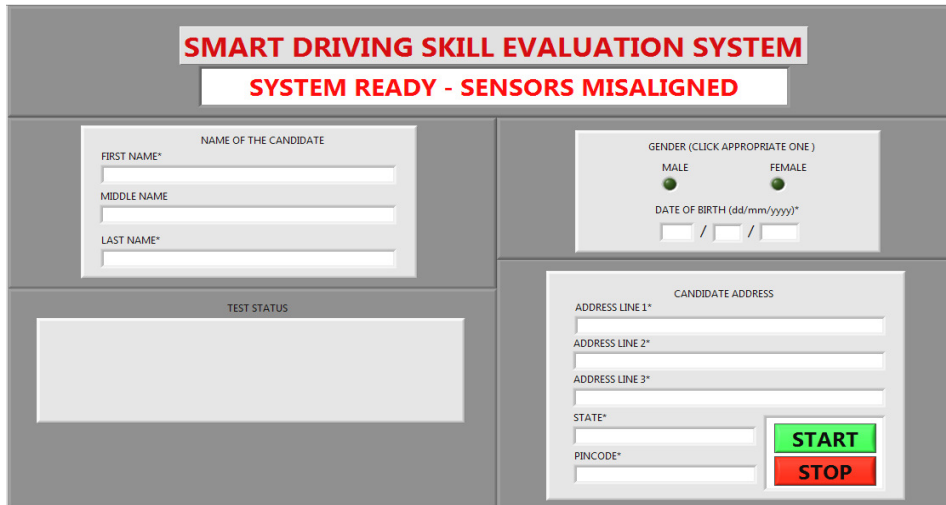 SMART DRIVING SKILL EVALUATION SYSTEM
SYSTEM READY - SENSORS MISALIGNED
NAME OF THE CANDIDATE
FIRST NAME*
MIDDLE NAME
LAST NAME*
GENDER (CLICK APPROPRIATE ONE )
MALE FEMALE
DATE OF BIRTH (dd/mm/yyyy)*
/ /
TEST STATUS
CANDIDATE ADDRESS
ADDRESS LINE 1*
ADDRESS LINE 2*
ADDRESS LINE 3*
STATE*
PINCODE*
START
STOP